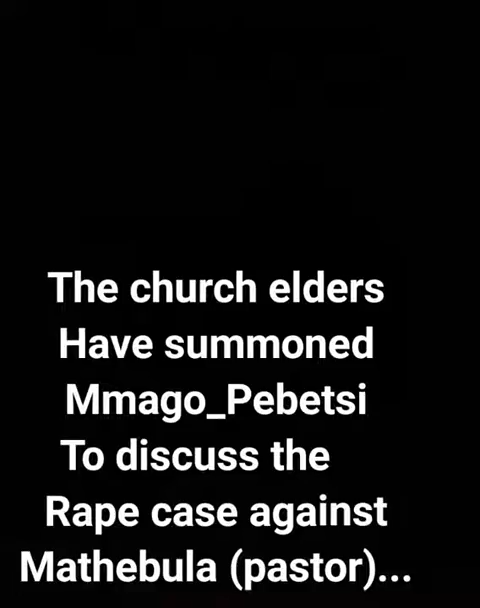 The church elders
Have summoned
Mmago_Pebetsi
To discuss the
Rape case against
Mathebula (pastor)...